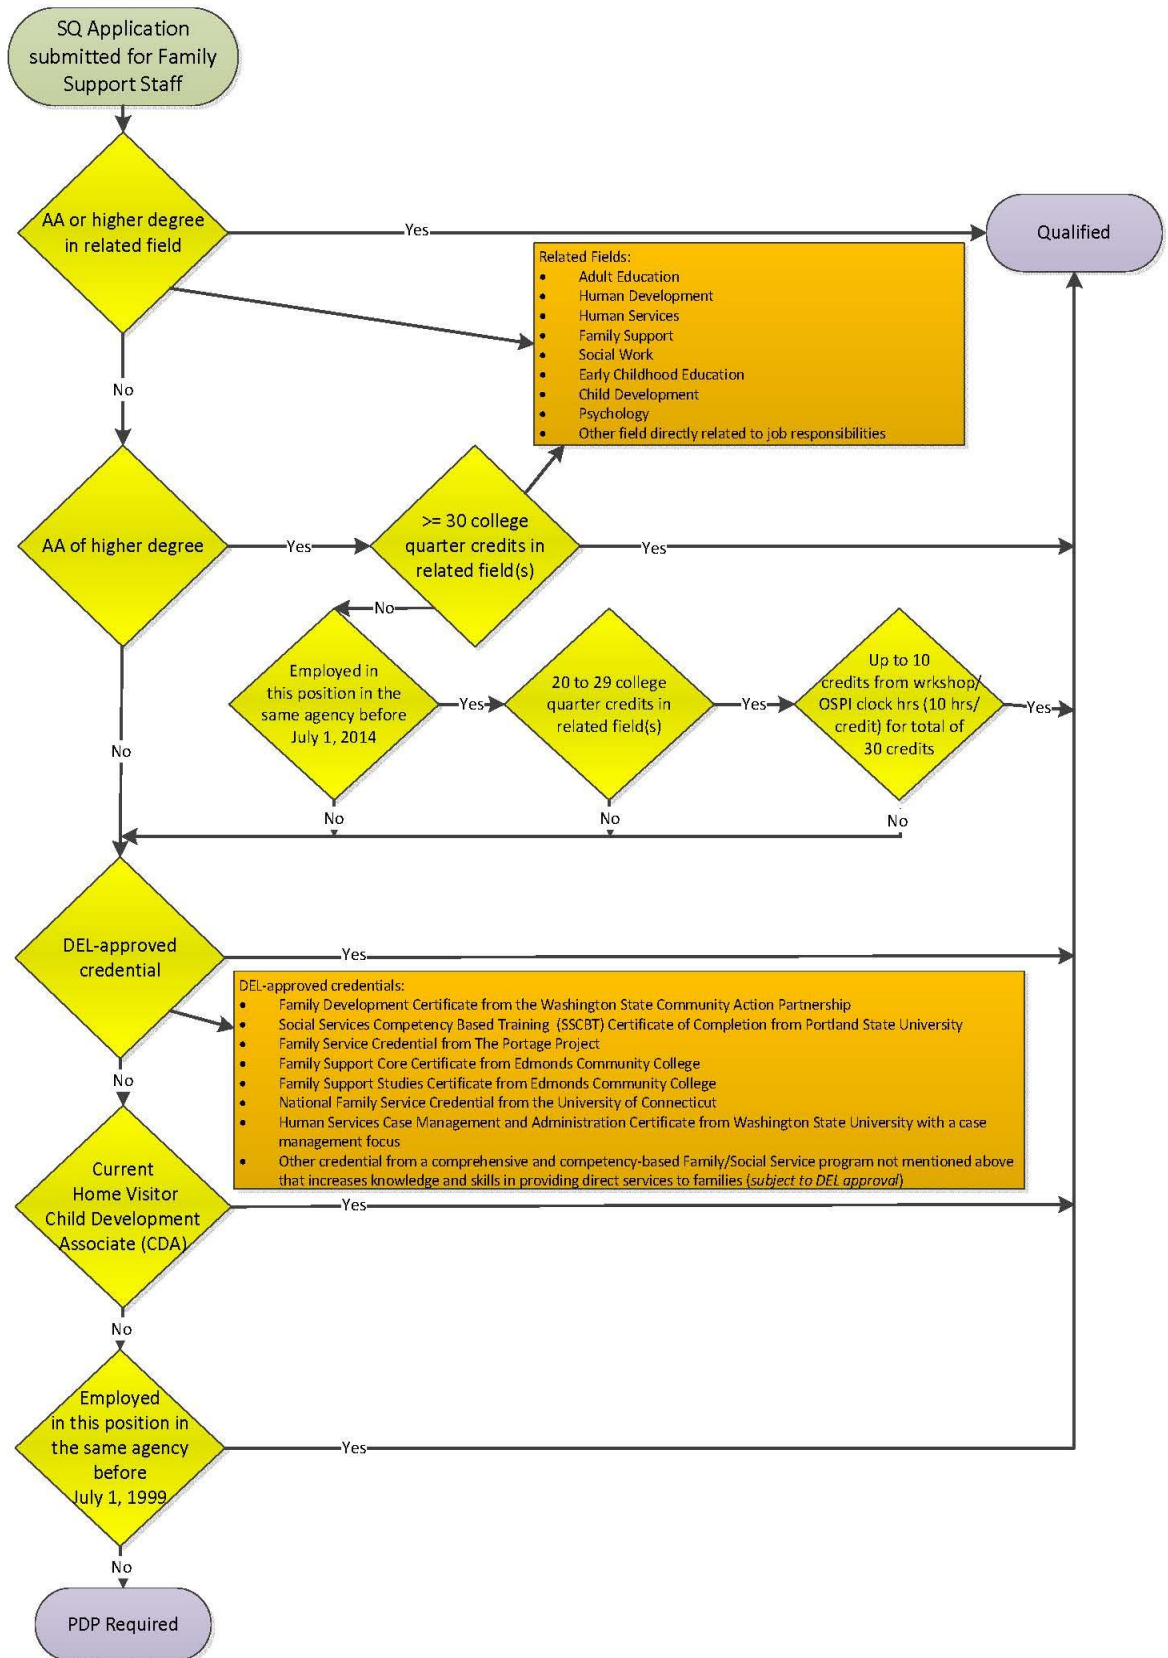 SQ Application
submitted for Family
Support Staff
AA or higher degree
in related field
Yes
Qualified
Related Fields:
• Adult Education
• Human Development
• Human Services
• Family Support
• Social Work
• Early Childhood Education
• Child Development
• Psychology
• Other field directly related to job responsibilities
No
AA of higher degree
Yes
>= 30 college
quarter credits in
related field(s)
Yes
No
Employed in
this position in the
same agency before
July 1, 2014
Yes
20 to 29 college
quarter credits in
related field(s)
Yes
Up to 10
credits from wrkshop/
OSPI clock hrs (10 hrs/
credit) for total of
30 credits
Yes
No
No
No
No
DEL-approved
credential
Yes
DEL-approved credentials:
• Family Development Certificate from the Washington State Community Action Partnership
• Social Services Competency Based Training (SSCBT) Certificate of Completion from Portland State University
• Family Service Credential from The Portage Project
• Family Support Core Certificate from Edmonds Community College
• Family Support Studies Certificate from Edmonds Community College
• National Family Service Credential from the University of Connecticut
• Human Services Case Management and Administration Certificate from Washington State University with a case
management focus
• Other credential from a comprehensive and competency-based Family/Social Service program not mentioned above
that increases knowledge and skills in providing direct services to families (subject to DEL approval)
No
Current
Home Visitor
Child Development
Associate (CDA)
Yes
No
Employed
in this position in
the same agency
before
July 1, 1999
Yes
No
PDP Required